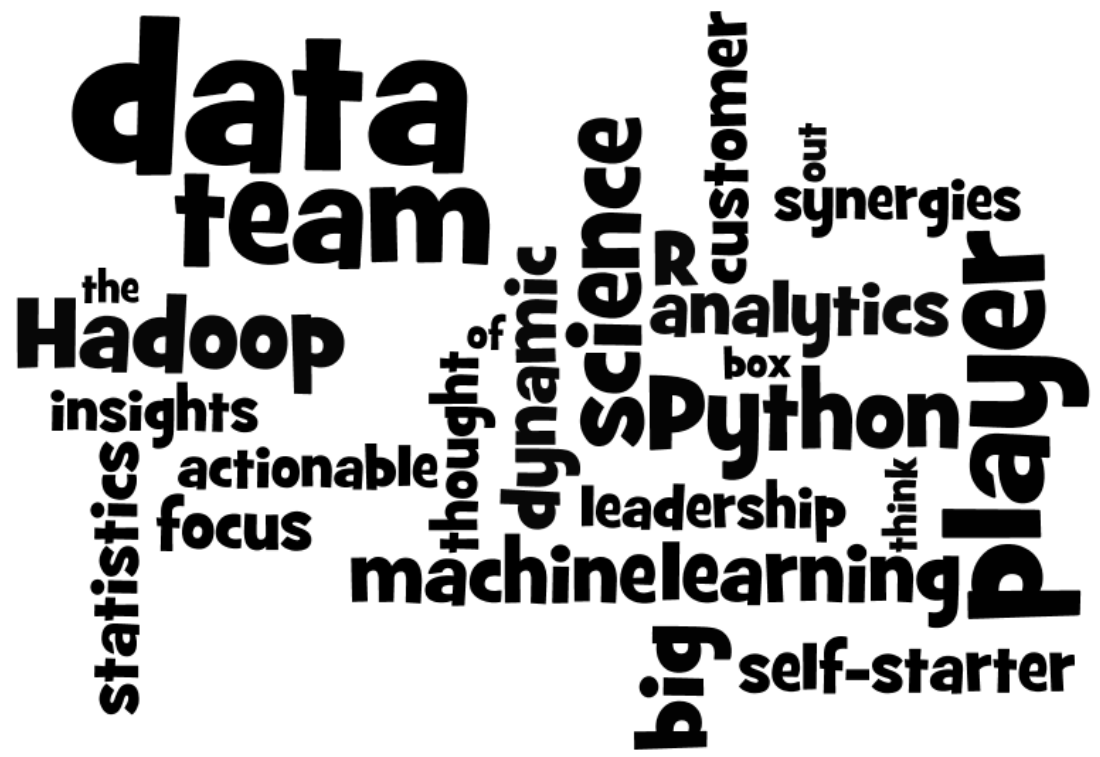 data
team
customer
out
synergies
science
R
the
Hadoop
dynamic
of
analytics
player
box
insights
thought
Python
actionable
statistics
focus
leadership
think
machinelearning
big
self-starter